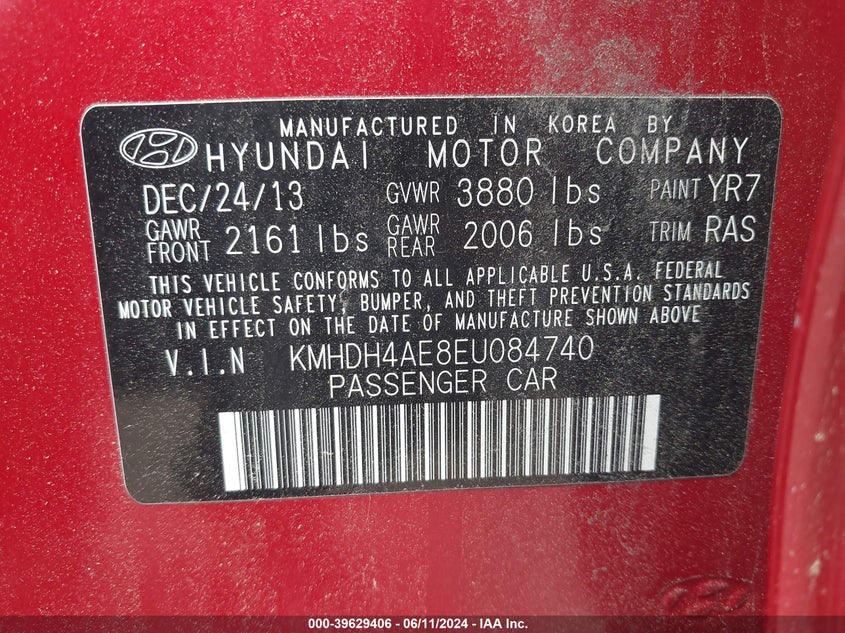 MANUFACTURED IN KOREA BY
HYUNDAI MOTOR COMPANY
DEC/24/13 GVWR 3880 lbs PAINT YR7
GAWR FRONT 2161 lbs GAWR REAR 2006 lbs TRIM RAS
THIS VEHICLE CONFORMS TO ALL APPLICABLE U.S.A. FEDERAL
MOTOR VEHICLE SAFETY, BUMPER, AND THEFT PREVENTION STANDARDS
IN EFFECT ON THE DATE OF MANUFACTURE SHOWN ABOVE
V.I.N KMHDH4AE8EU084740
PASSENGER CAR
000-39629406 - 06/11/2024 - IAA Inc.